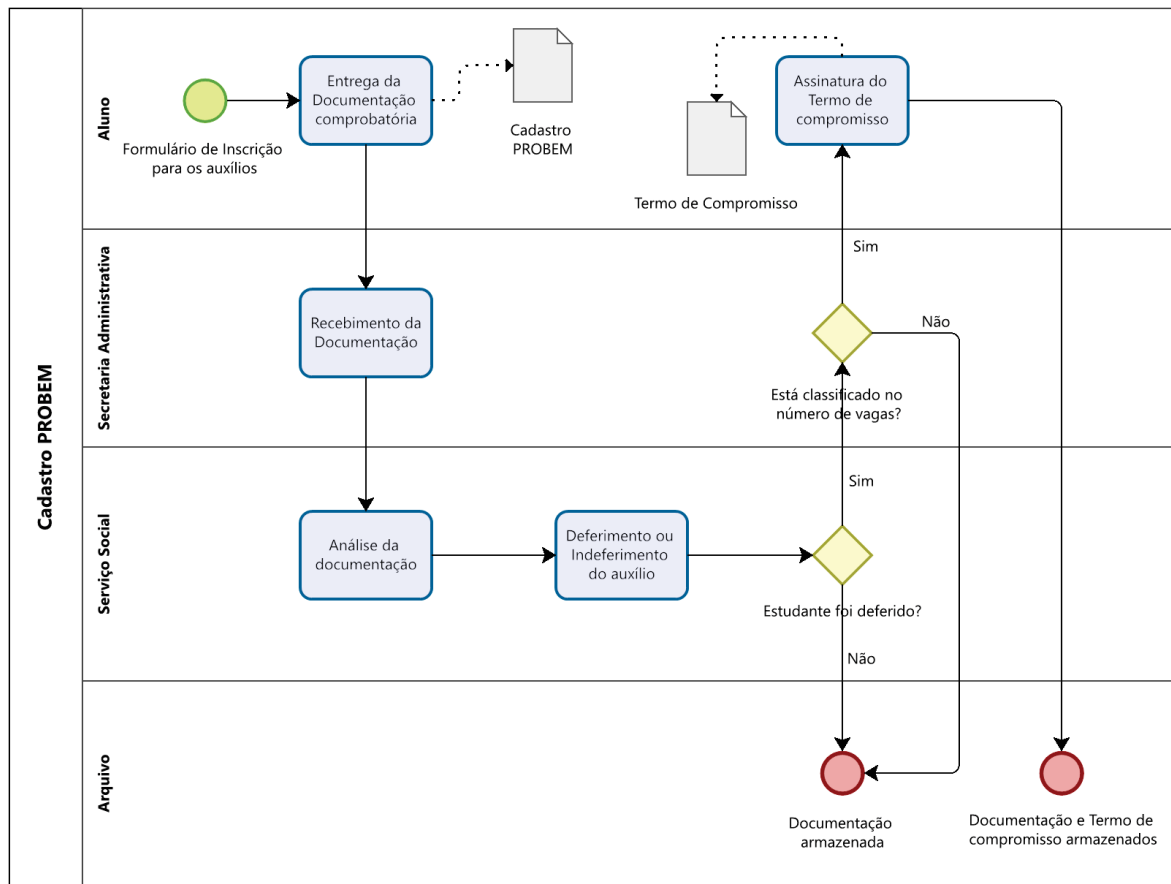 Cadastro PROBEM
Aluno
Formulário de Inscrição
para os auxílios
Entrega da
Documentação
comprobatória
Cadastro
PROBEM
Termo de Compromisso
Assinatura do
Termo de
compromisso
Secretaria Administrativa
Recebimento da
Documentação
Sim
Não
Está classificado no
número de vagas?
Serviço Social
Análise da
documentação
Deferimento ou
Indeferimento
do auxílio
Sim
Estudante foi deferido?
Não
Arquivo
Documentação
armazenada
Documentação e Termo de
compromisso armazenados